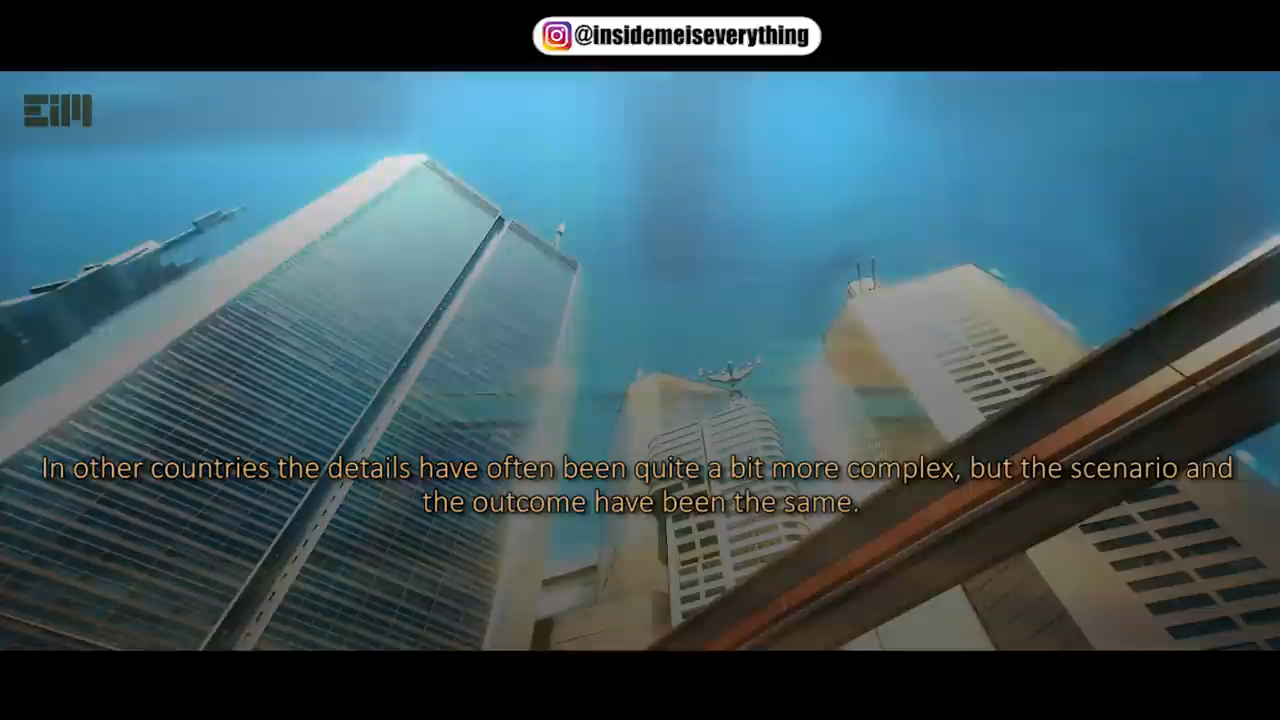 @insidemeiseverything
EiM
In other countries the details have often been quite a bit more complex, but the scenario and
the outcome have been the same.